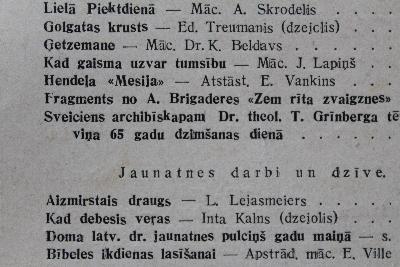 Lielā Piektdienā — Māc. A. Skrodelis . . . .
Golgatas krusts — Ed. Treumanis (dzejolis) . .
Ģetzemane — Māc. Dr. K. Beldavs . . . . .
Kad gaisma uzvar tumsību — Māc. J. Lapiņš .
Hendeļa «Mesija» — Atstāst. E. Vankins . . . .
Fragments no A. Brigaderes «Zem rīta zvaigznes»
Sveiciens archibīskapam Dr. theol. T. Grīnberga tē
viņa 65 gadu dzimšanas dienā . . . . . .
Jaunatnes darbi un dzīve.
Aizmirstais draugs — L. Lejasmeiers . . . . .
Kad debesis veras — Inta Kalns (dzejolis) . . .
Doma latv. dr. jaunatnes pulciņš gadu maiņā — s.
Bībeles ikdienas lasīšanai — Apstrād. māc. E. Ville